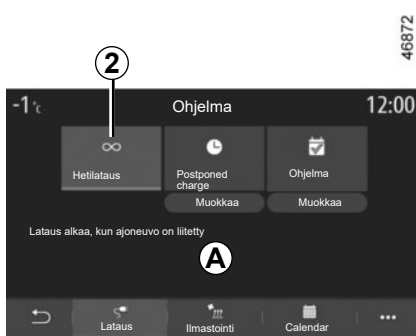 46872
2
-1°c
Ohjelma
12:00
Hetilataus
Postponed
charge
Ohjelma
Muokkaa
Muokkaa
Lataus alkaa, kun ajoneuvo on liitetty
A
Lataus
Ilmastointi
Calendar